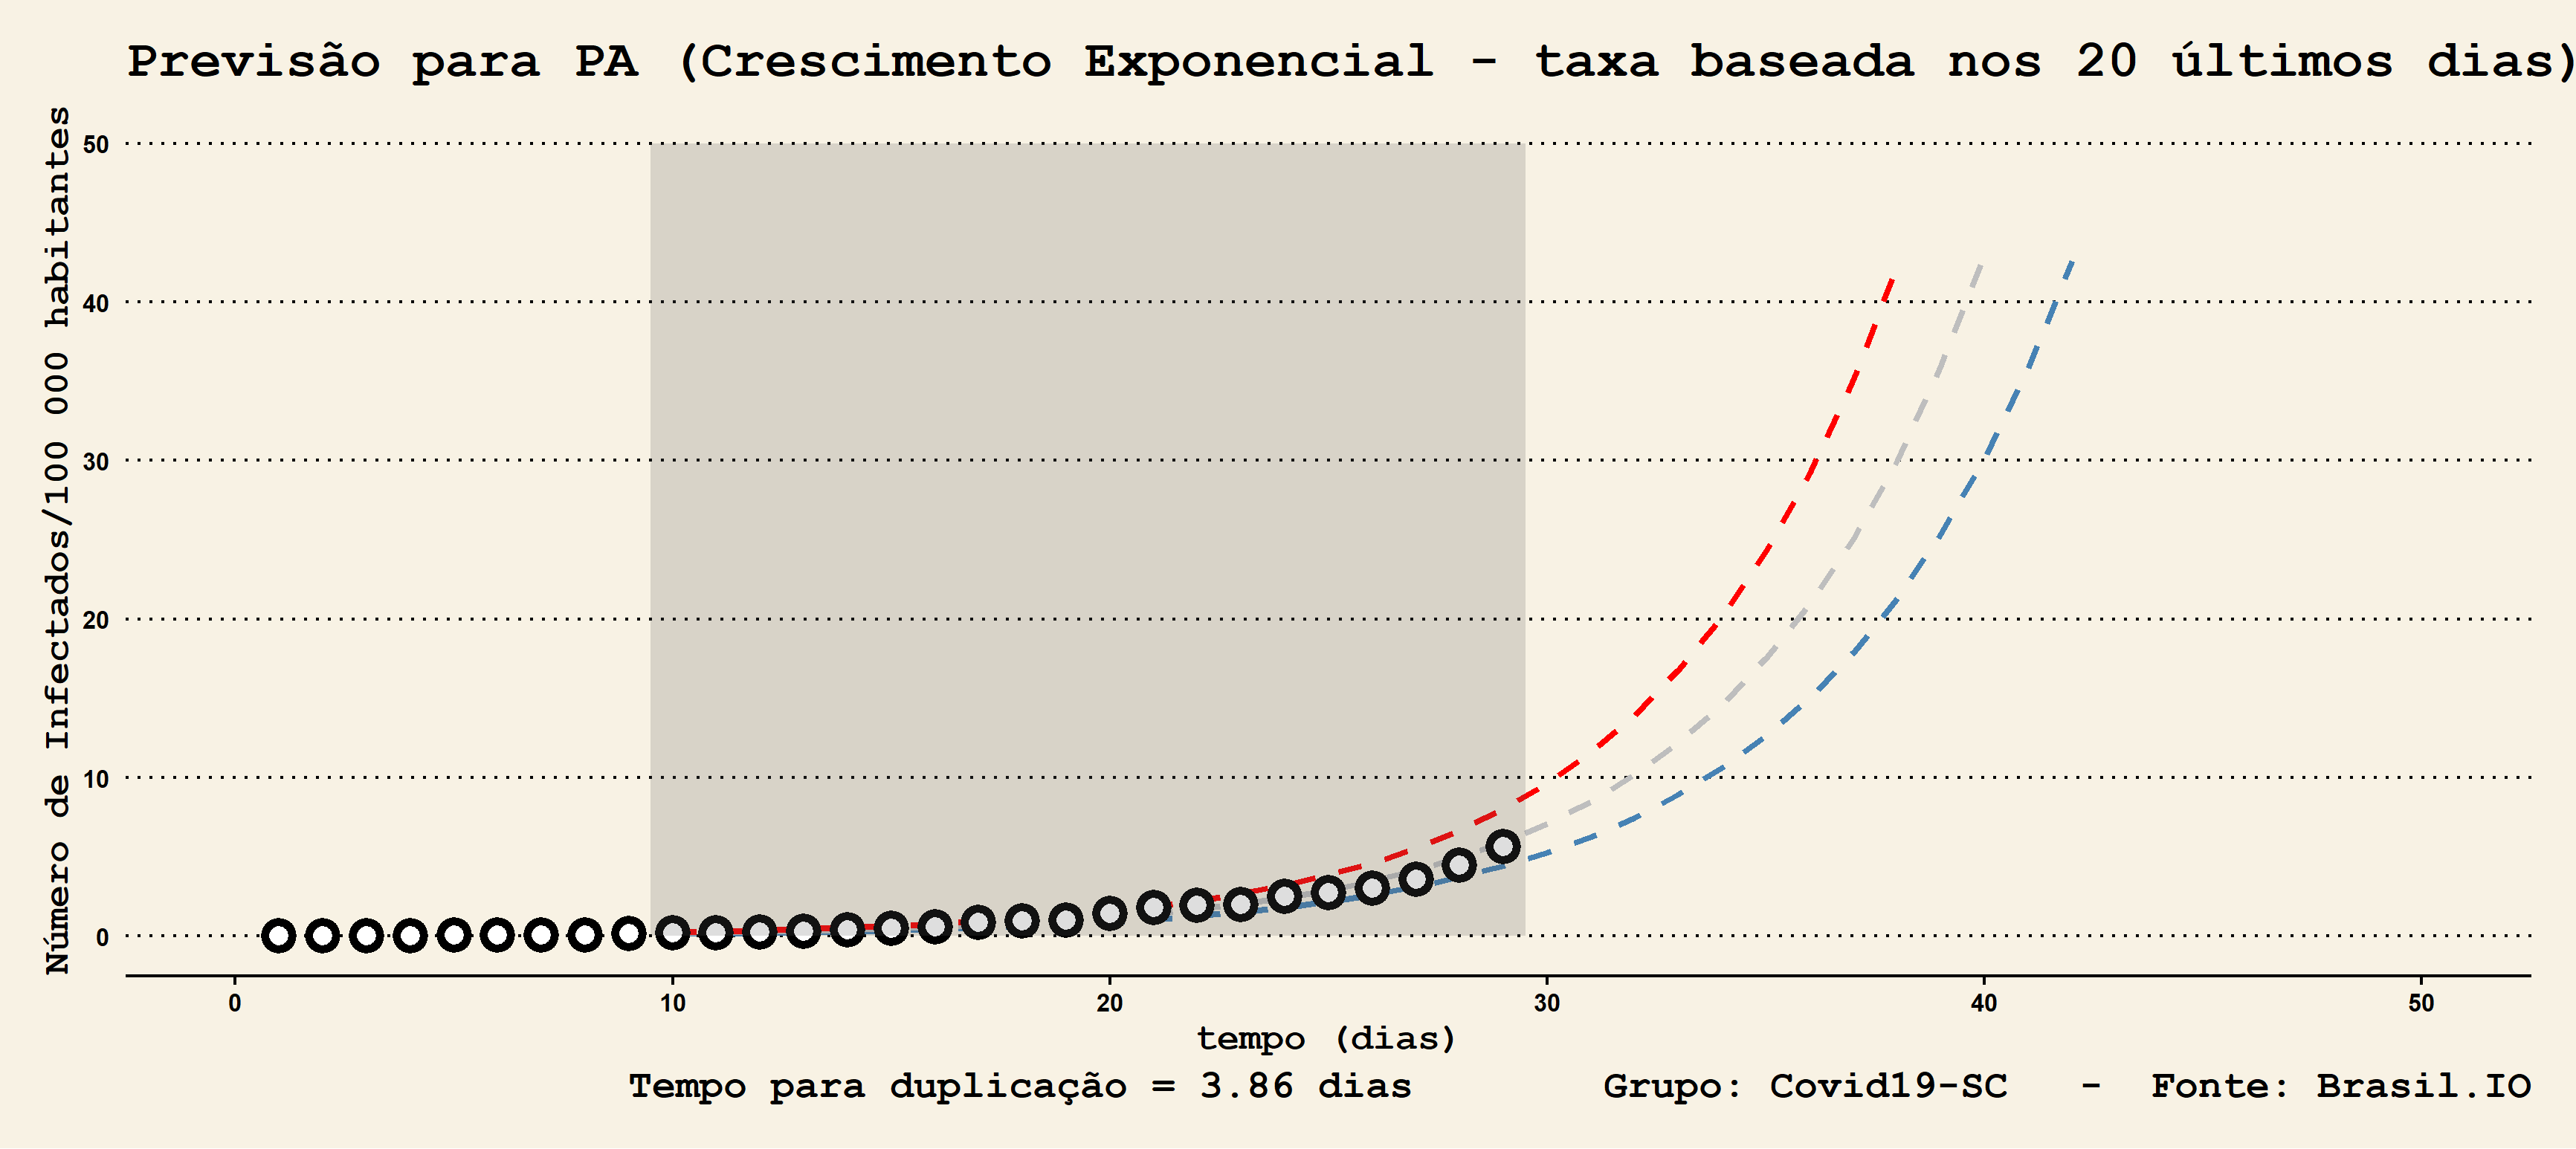 Previsão para PA (Crescimento Exponencial - taxa baseada nos 20 últimos dias)
Número de Infectados/100 000 habitantes
50
40
30
20
10
0
0 10 20 30 40 50
tempo (dias)
Tempo para duplicação = 3.86 dias Grupo: Covid19-SC - Fonte: Brasil.IO